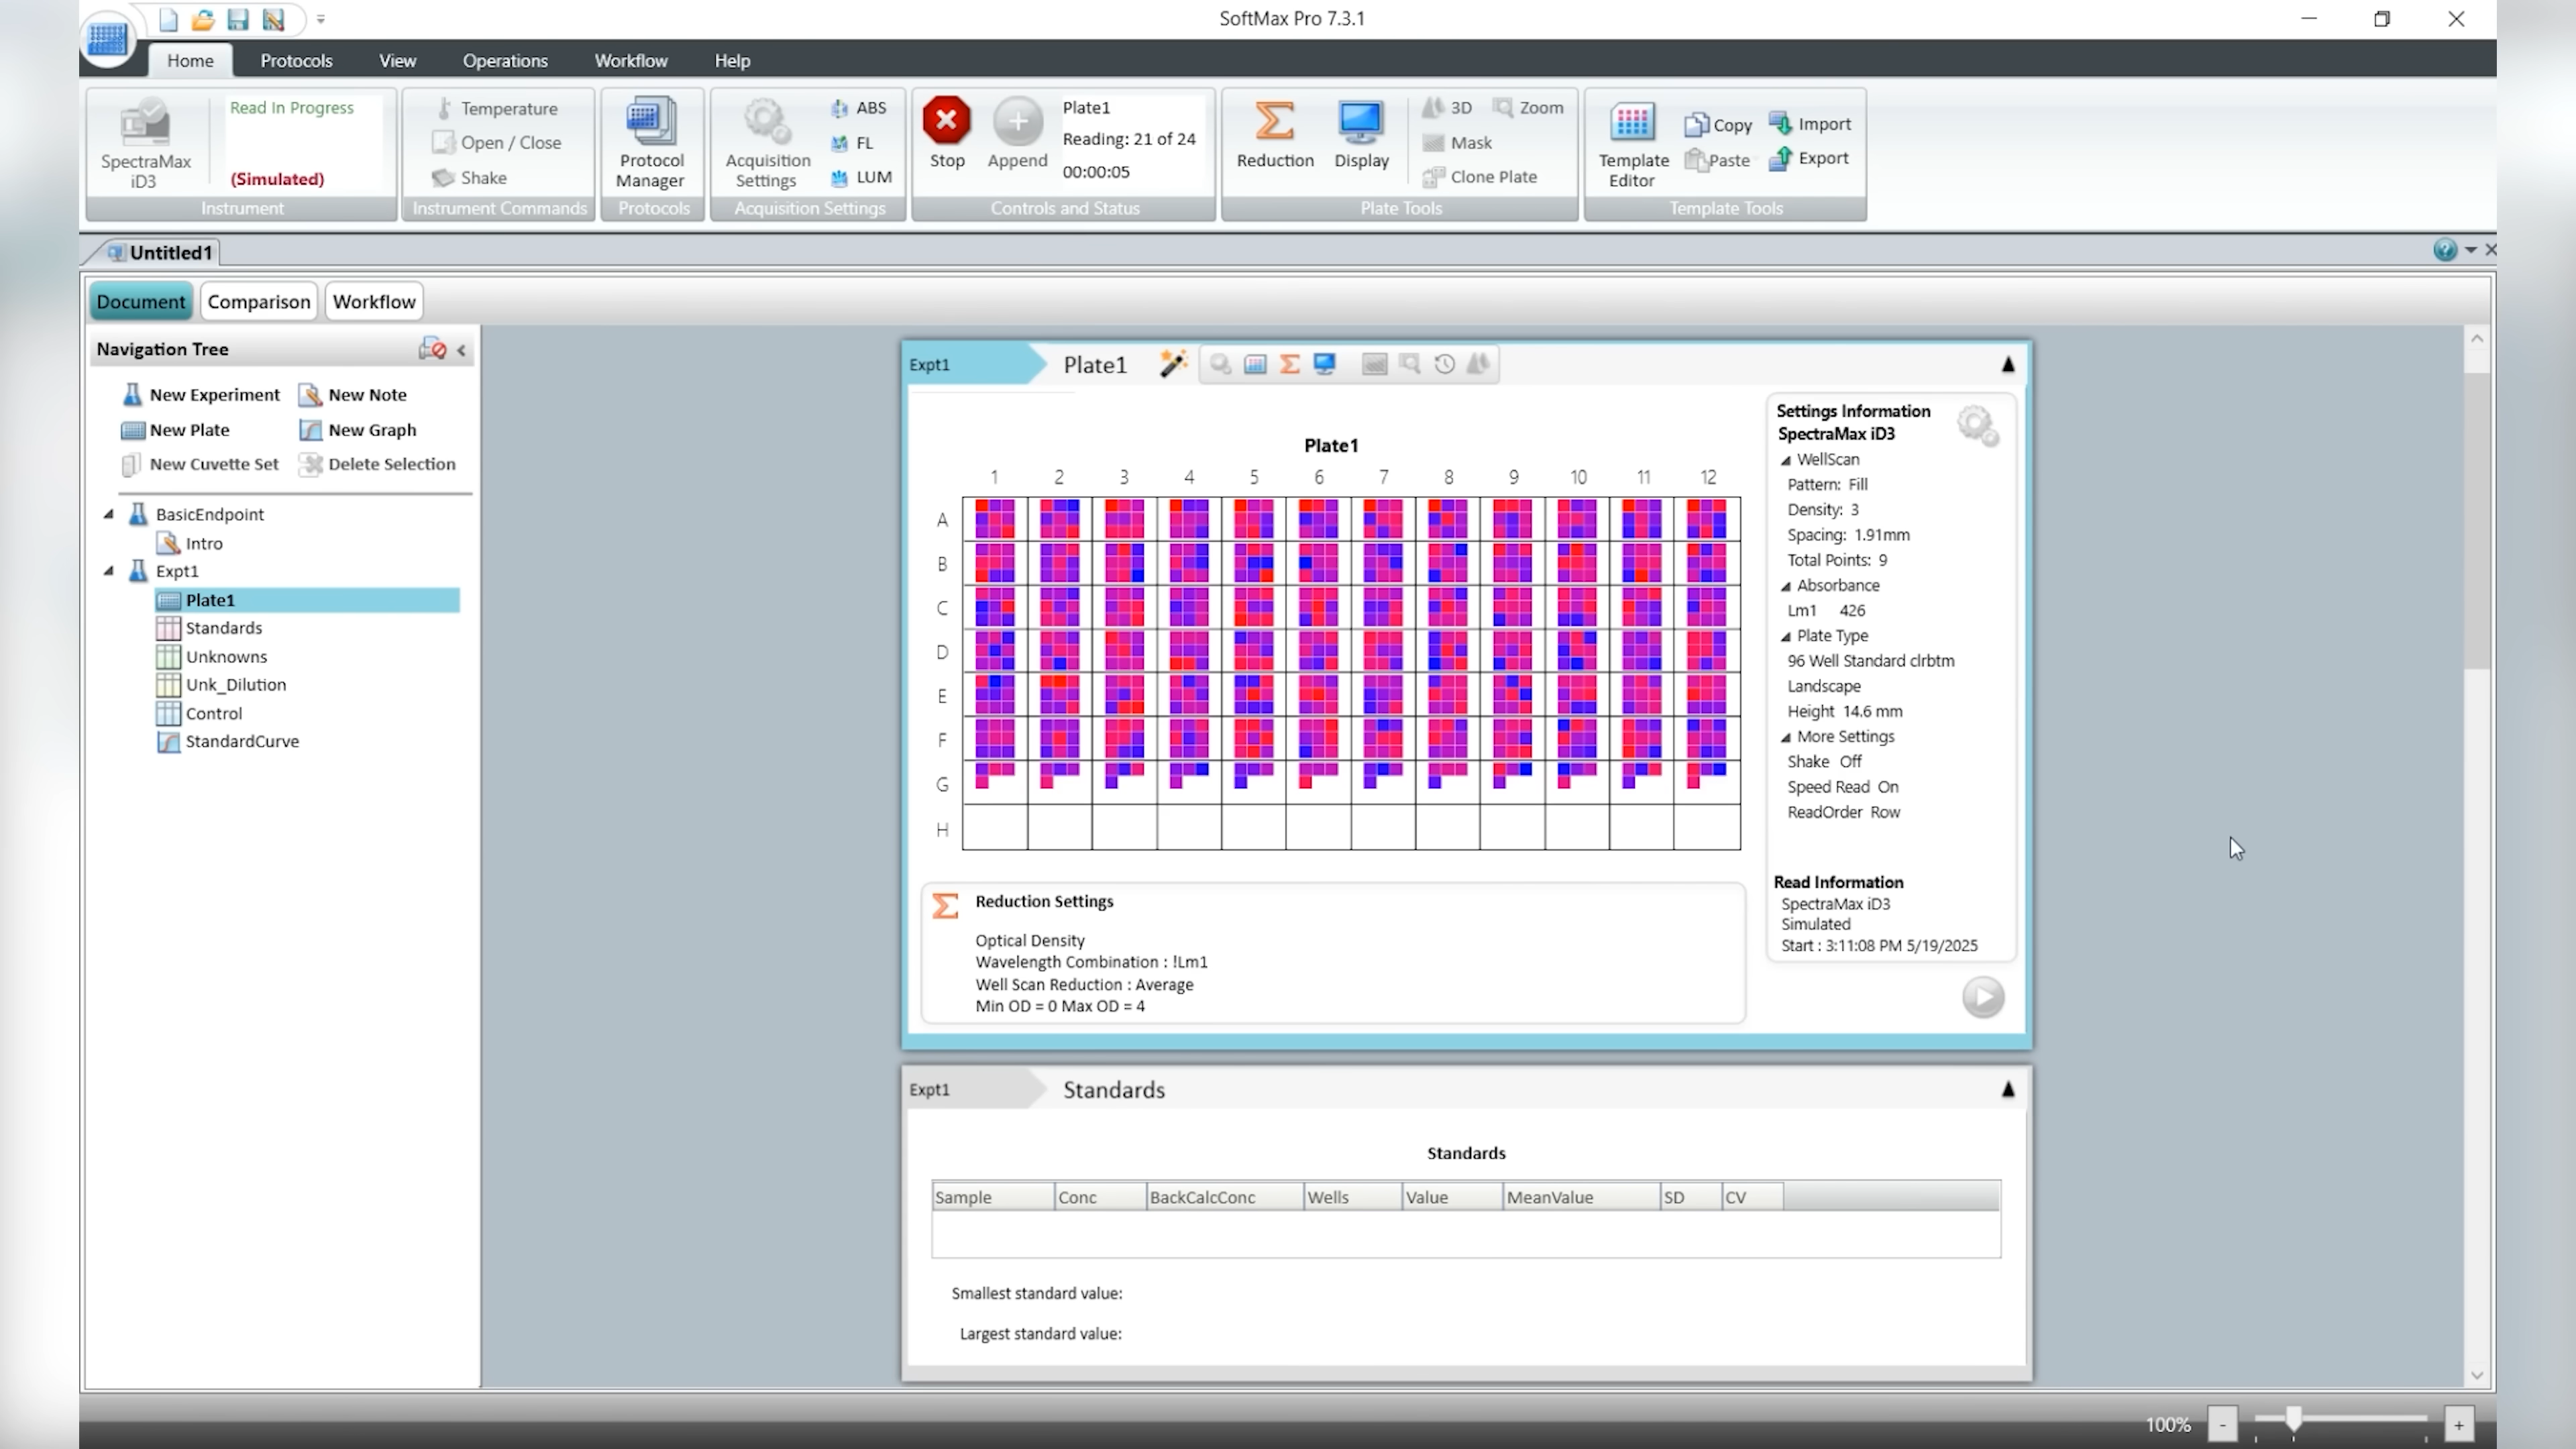 SoftMax Pro 7.3.1
Home Protocols View Operations Workflow Help
SpectraMax iD3
Read In Progress
(Simulated)
Instrument
Temperature
Open / Close
Shake
Instrument Commands
Protocol Manager
Protocols
Acquisition Settings
ABS
FL
LUM
Acquisition Settings
Stop
Append
Plate1
Reading: 21 of 24
00:00:05
Controls and Status
Reduction
Display
3D
Zoom
Mask
Clone Plate
Plate Tools
Template Editor
Copy
Paste
Import
Export
Template Tools
Untitled1
Document Comparison Workflow
Navigation Tree
New Experiment New Note
New Plate New Graph
New Cuvette Set Delete Selection
BasicEndpoint
Intro
Expt1
Plate1
Standards
Unknowns
Unk_Dilution
Control
StandardCurve
Expt1 Plate1
Plate1
1 2 3 4 5 6 7 8 9 10 11 12
A
B
C
D
E
F
G
H
Settings Information
SpectraMax iD3
WellScan
Pattern: Fill
Density: 3
Spacing: 1.91mm
Total Points: 9
Absorbance
Lm1 426
Plate Type
96 Well Standard clrbtm
Landscape
Height 14.6 mm
More Settings
Shake Off
Speed Read On
ReadOrder Row
Read Information
SpectraMax iD3
Simulated
Start : 3:11:08 PM 5/19/2025
Reduction Settings
Optical Density
Wavelength Combination : !Lm1
Well Scan Reduction : Average
Min OD = 0 Max OD = 4
Expt1 Standards
Standards
Sample Conc BackCalcConc Wells Value MeanValue SD CV
Smallest standard value:
Largest standard value:
100% - +